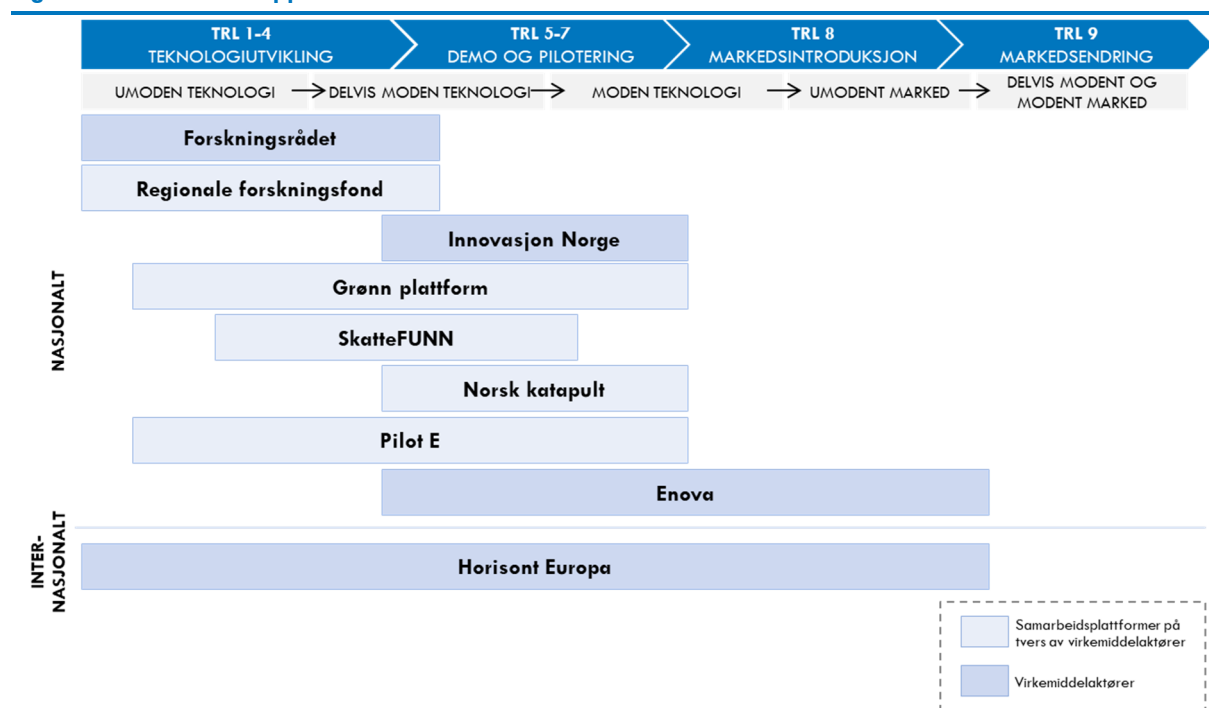 TRL 1-4
TEKNOLOGIUTVIKLING
TRL 5-7
DEMO OG PILOTERING
TRL 8
MARKEDSINTRODUKSJON
TRL 9
MARKEDSENDRING
UMODEN TEKNOLOGI
DELVIS MODEN TEKNOLOGI
MODEN TEKNOLOGI
UMODENT MARKED
DELVIS MODENT OG
MODENT MARKED
NASJONALT
Forskningsrådet
Regionale forskningsfond
Innovasjon Norge
Grønn plattform
SkatteFUNN
Norsk katapult
Pilot E
Enova
INTER-
NASJONALT
Horisont Europa
Samarbeidsplattformer på
tvers av virkemiddelaktører
Virkemiddelaktører